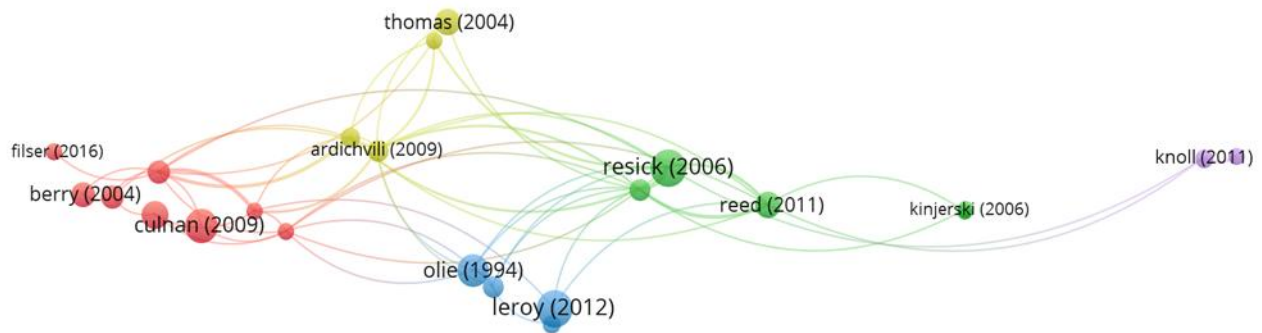 thomas (2004)
filser (2016)
ardichvili (2009)
resick (2006)
knoll (2011)
berry (2004)
reed (2011)
kinjerski (2006)
culnan (2009)
olie (1994)
leroy (2012)